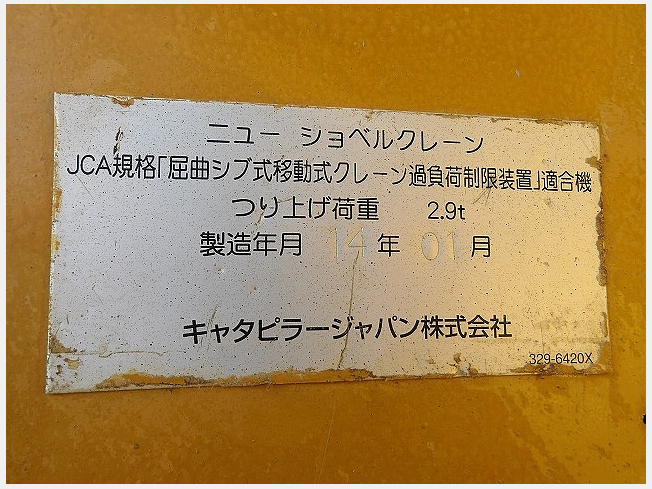 ニュー ショベルクレーン
JCA規格「屈曲ジブ式移動式クレーン過負荷制限装置」適合機
つり上げ荷重 2.9t
製造年月 14 年 01 月
キャタピラージャパン株式会社
329-6420X